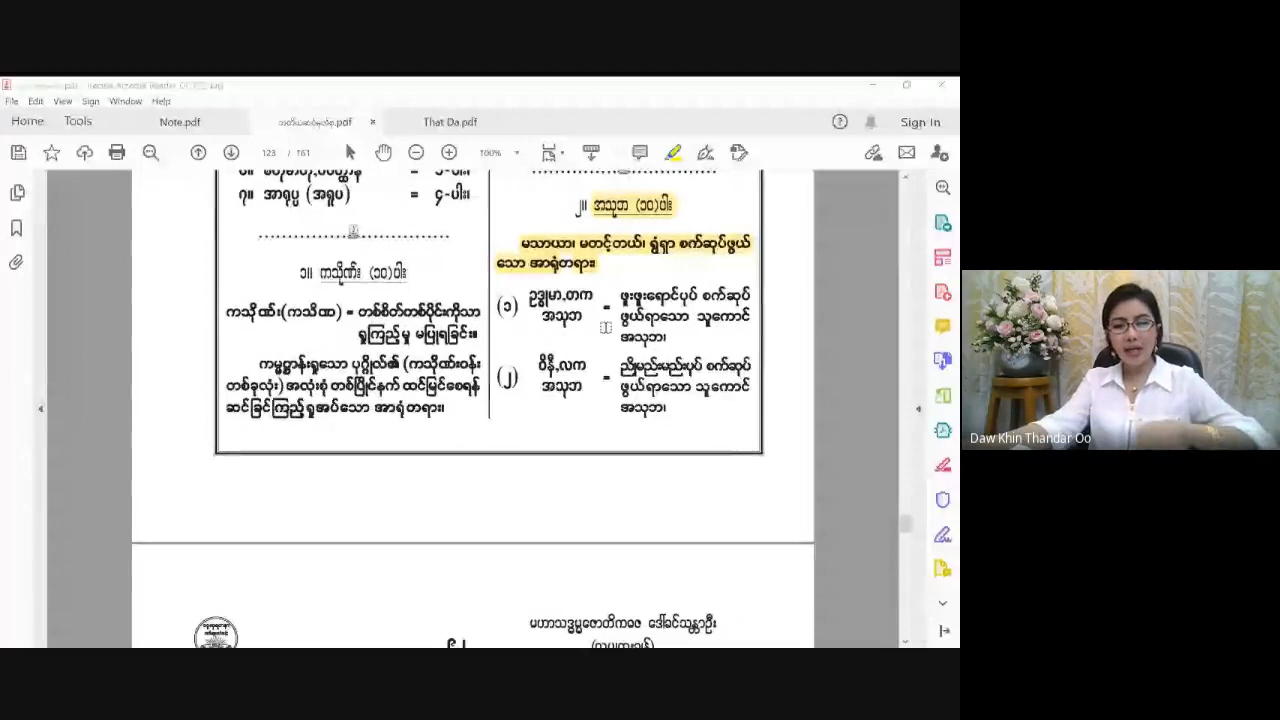 File Edit View Sign Window Help
Home Tools Note.pdf That Da.pdf Sign In
123 / 161 100%
၇။ အာရုပ္ပ (အရူပ) = ၄-ပါး။
၁။ ကသိုဏ်း (၁၀)ပါး
ကသိုဏ်း(ကသိဏ) = တစ်စိတ်တစ်ပိုင်းကိုသာ
ရှုကြည့်မှု မပြုရခြင်း။
ကမ္မဋ္ဌာန်းရှုသော ပုဂ္ဂိုလ်၏ (ကသိုဏ်းဝန်း
တစ်ခုလုံး) အလုံးစုံ တစ်ပြိုင်နက် ထင်မြင်စေရန်
ဆင်ခြင်ကြည့်ရှုအပ်သော အာရုံတရား။
၂။ အသုဘ (၁၀)ပါး
မသာယာ၊ မတင့်တယ်၊ ရွံရှာ စက်ဆုပ်ဖွယ်
သော အာရုံတရား။
(၁) ဥဒ္ဓုမာ,တက အသုဘ = ဖူးဖူးရောင်ပုပ် စက်ဆုပ်
ဖွယ်ရာသော သူကောင်
အသုဘ၊
(၂) ဝိနီ,လက အသုဘ = ညိုမည်းမည်းပုပ် စက်ဆုပ်
ဖွယ်ရာသော သူကောင်
အသုဘ၊
မဟာသဒ္ဓမ္မဇောတိကဓဇ ဒေါ်ခင်သန္တာဦး
Daw Khin Thandar Oo